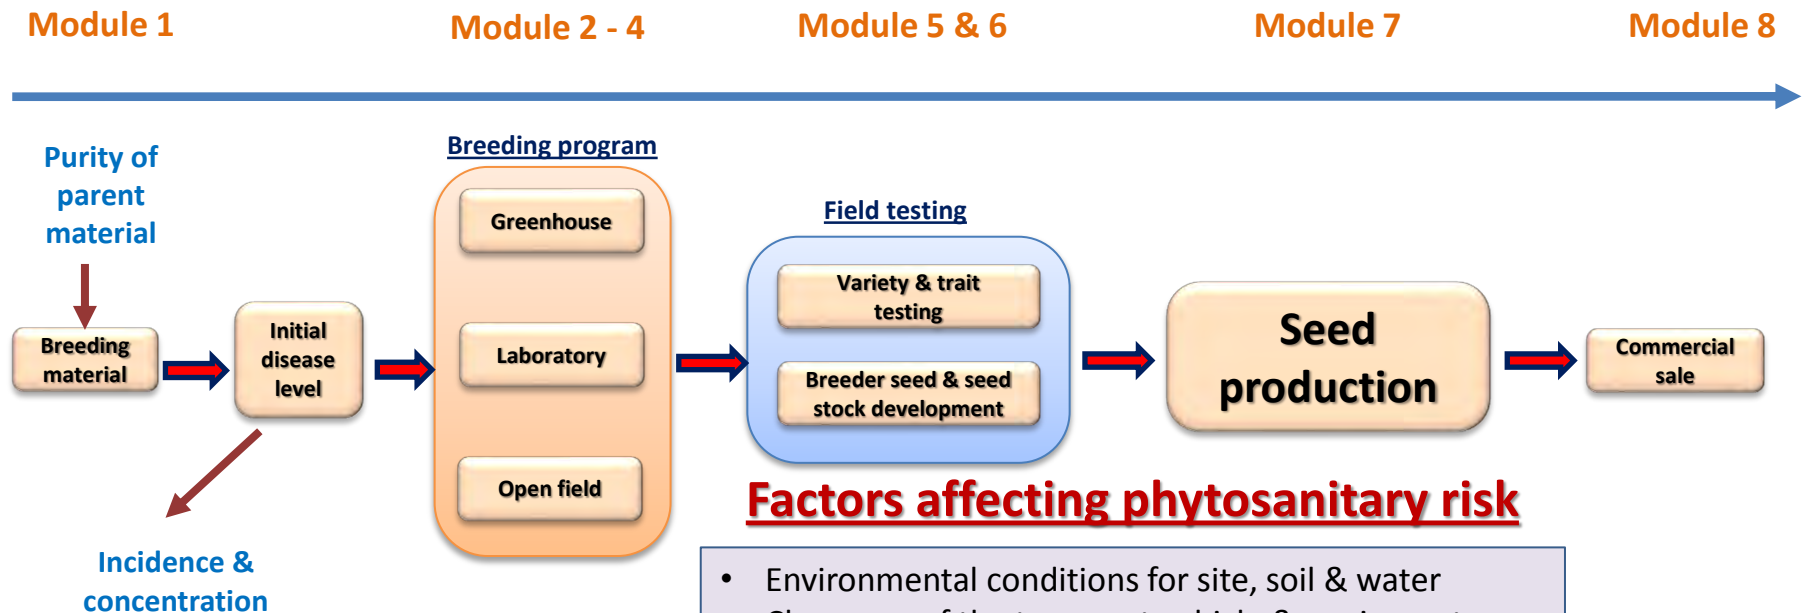 Module 1
Module 2 - 4
Module 5 & 6
Module 7
Module 8
Purity of
parent
material
Breeding
material
Initial
disease
level
Incidence &
concentration
Breeding program
Greenhouse
Laboratory
Open field
Field testing
Variety & trait
testing
Breeder seed & seed
stock development
Seed
production
Commercial
sale
Factors affecting phytosanitary risk
• Environmental conditions for site, soil & water